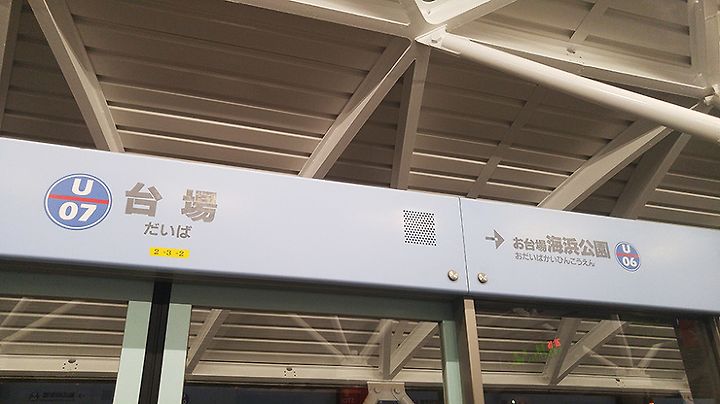 U
07
台場
だいば
2-3-2
→ お台場海浜公園
おだいばかいひんこうえん
U
06